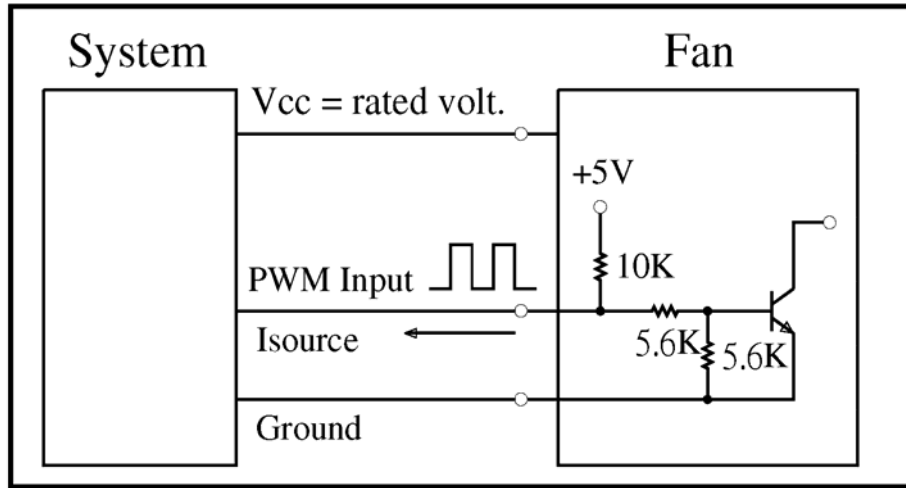 System
Fan
Vcc = rated volt.
+5V
10K
PWM Input
Isource
5.6K
5.6K
Ground